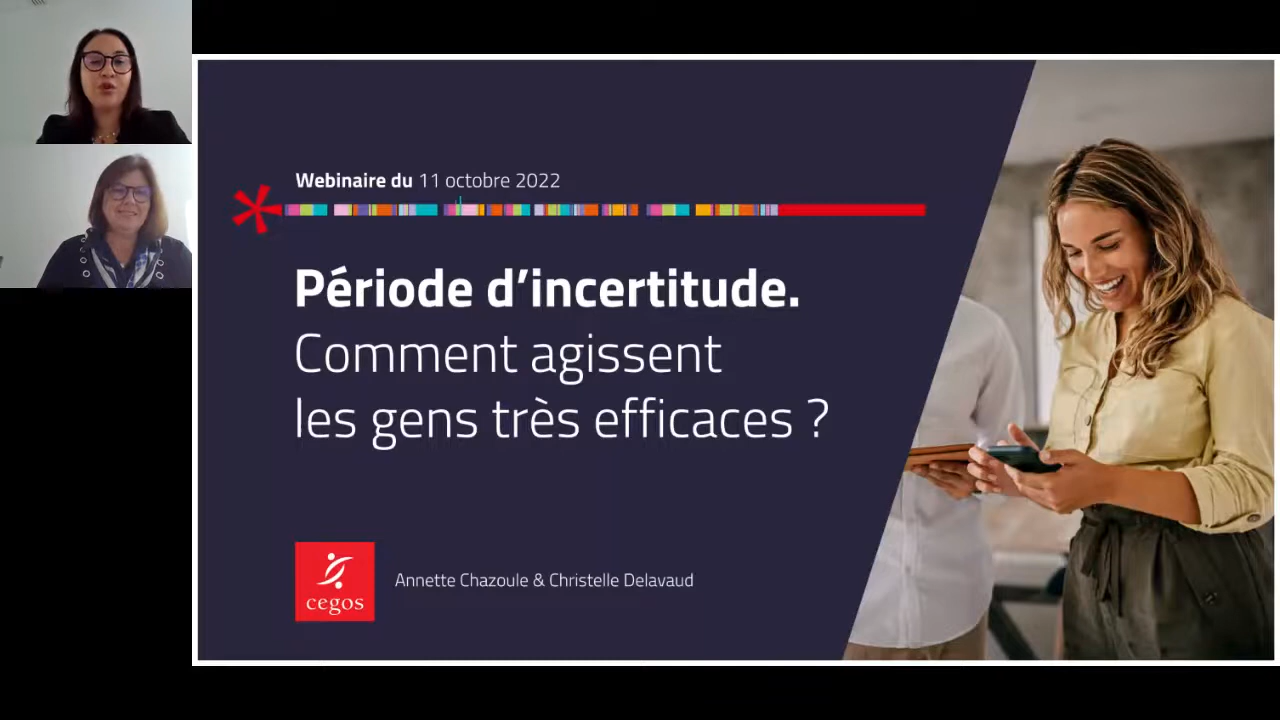 Webinaire du 11 octobre 2022
Période d’incertitude.
Comment agissent
les gens très efficaces ?
cegos
Annette Chazoule & Christelle Delavaud